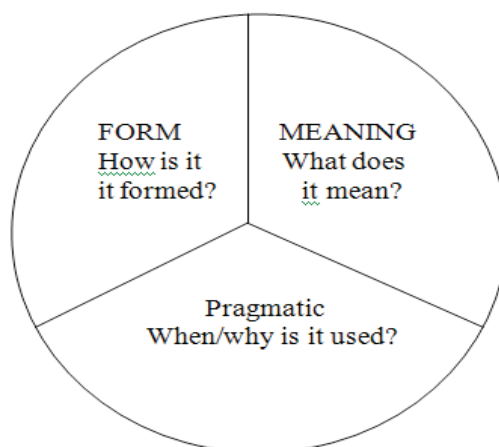 FORM
How is it
it formed?
MEANING
What does
it mean?
Pragmatic
When/why is it used?